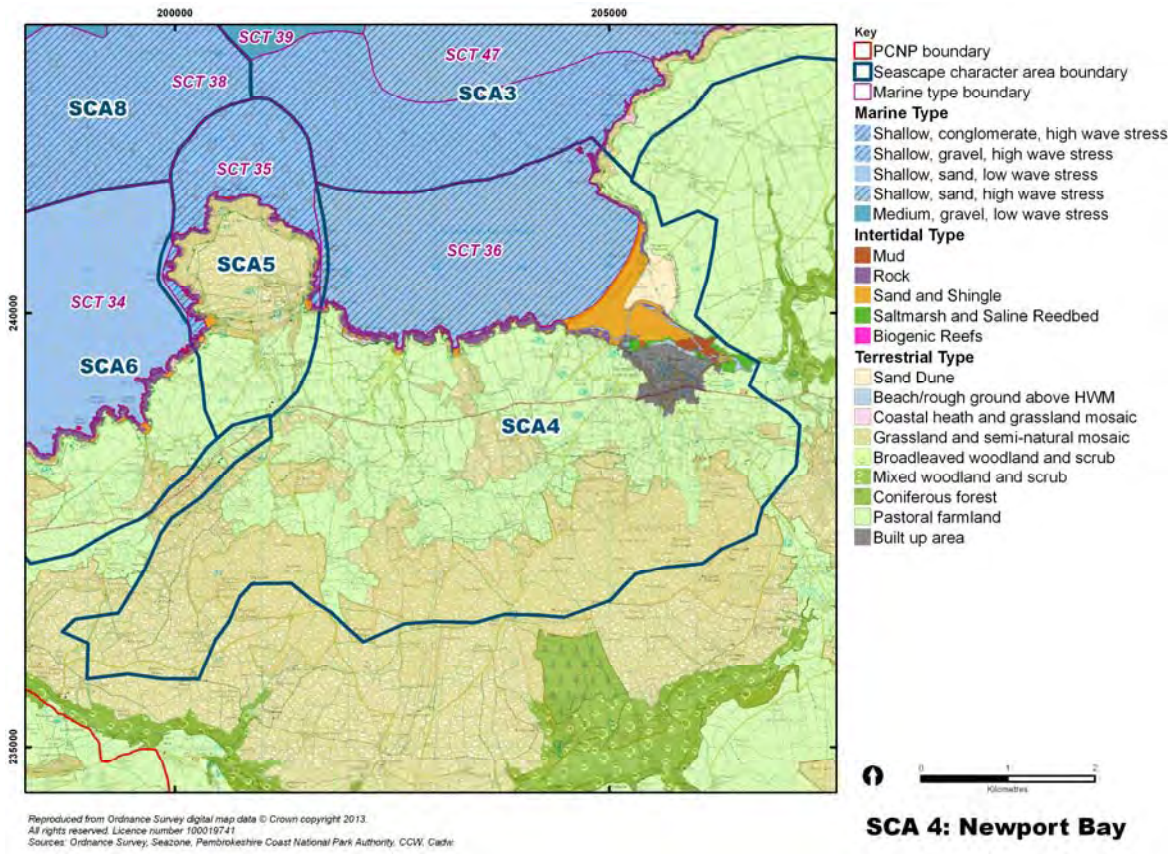 200000
205000
SCT 39
SCT 47
SCT 38
SCA3
SCA8
SCT 35
SCT 36
SCA5
SCT 34
240000
SCA6
SCA4
235000
Key
PCNP boundary
Seascape character area boundary
Marine type boundary
Marine Type
Shallow, conglomerate, high wave stress
Shallow, gravel, high wave stress
Shallow, sand, low wave stress
Shallow, sand, high wave stress
Medium, gravel, low wave stress
Intertidal Type
Mud
Rock
Sand and Shingle
Saltmarsh and Saline Reedbed
Biogenic Reefs
Terrestrial Type
Sand Dune
Beach/rough ground above HWM
Coastal heath and grassland mosaic
Grassland and semi-natural mosaic
Broadleaved woodland and scrub
Mixed woodland and scrub
Coniferous forest
Pastoral farmland
Built up area
0 1 2
Kilometres
SCA 4: Newport Bay
Reproduced from Ordnance Survey digital map data © Crown copyright 2013.
All rights reserved. Licence number 100019741
Sources: Ordnance Survey, Seazone, Pembrokeshire Coast National Park Authority, CCW, Cadw